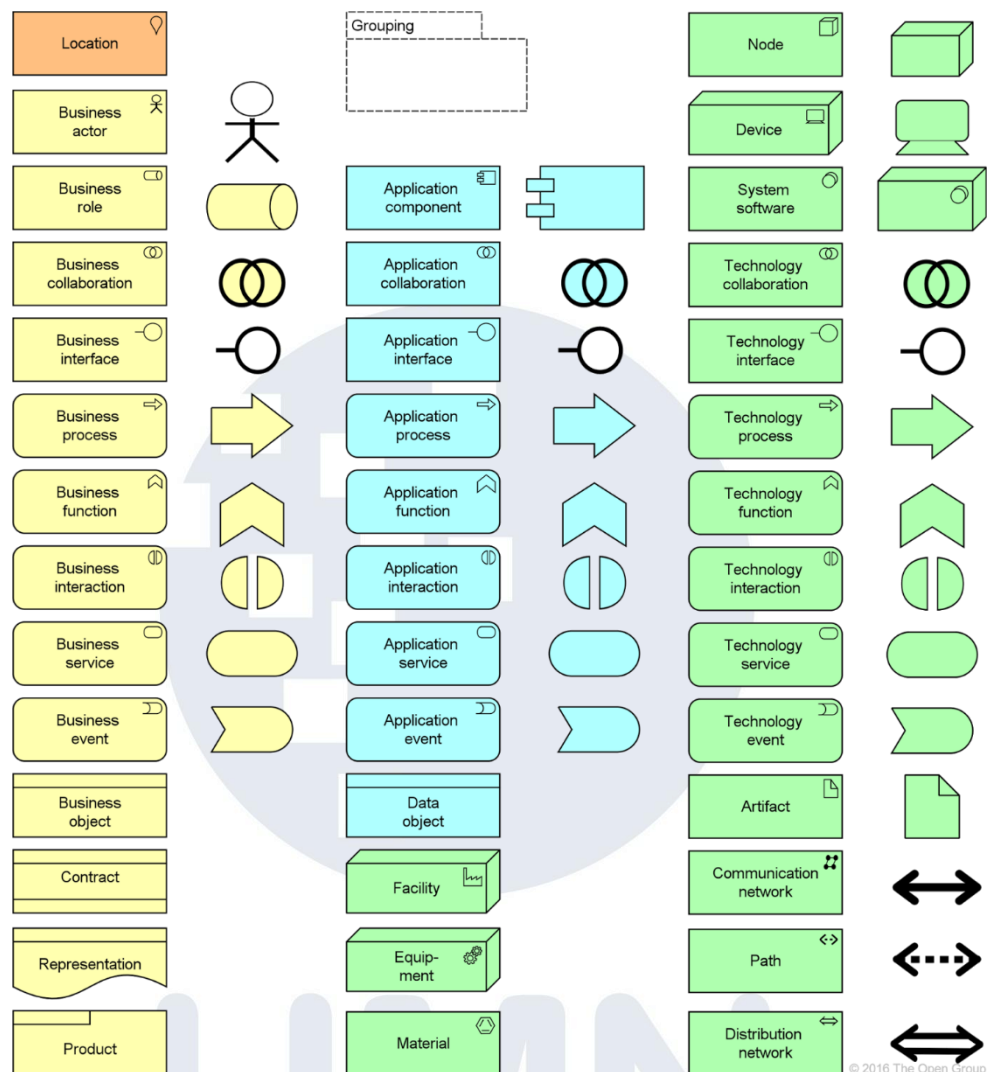 Location
Grouping
Node
Business
actor
Device
Business
role
Application
component
System
software
Business
collaboration
Application
collaboration
Technology
collaboration
Business
interface
Application
interface
Technology
interface
Business
process
Application
process
Technology
process
Business
function
Application
function
Technology
function
Business
interaction
Application
interaction
Technology
interaction
Business
service
Application
service
Technology
service
Business
event
Application
event
Technology
event
Business
object
Data
object
Artifact
Contract
Facility
Communication
network
Representation
Equip-
ment
Path
Product
Material
Distribution
network
© 2016 The Open Group